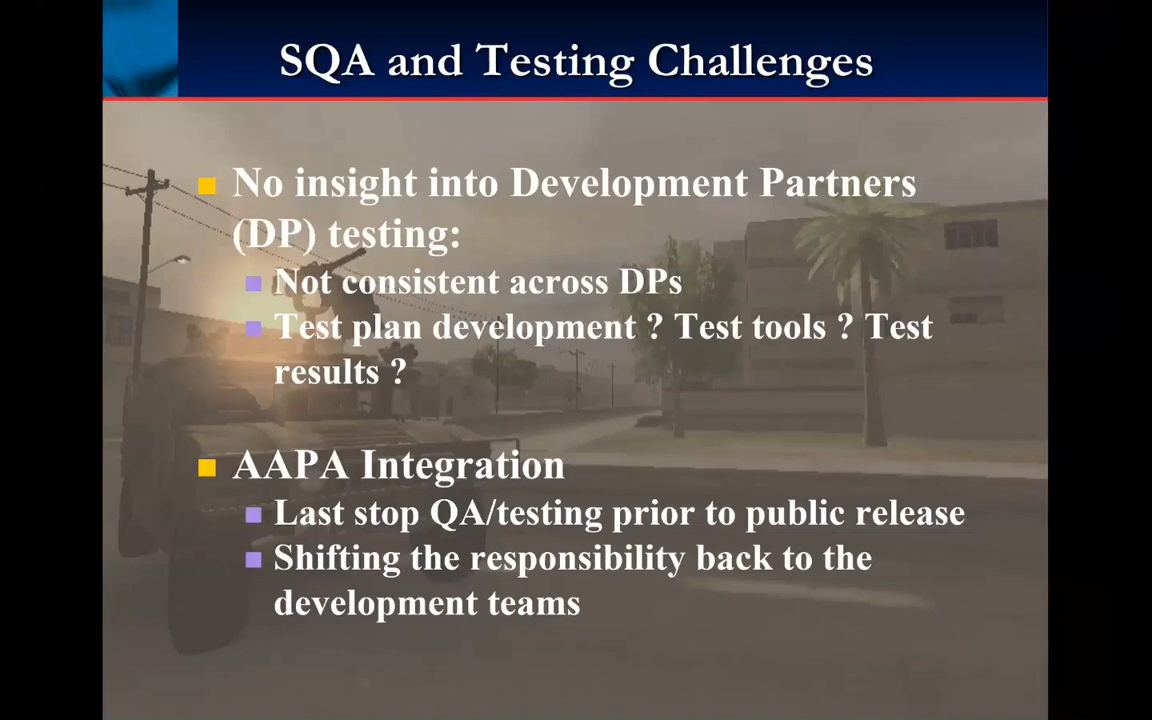 SQA and Testing Challenges
No insight into Development Partners
(DP) testing:
Not consistent across DPs
Test plan development ? Test tools ? Test
results ?
AAPA Integration
Last stop QA/testing prior to public release
Shifting the responsibility back to the
development teams